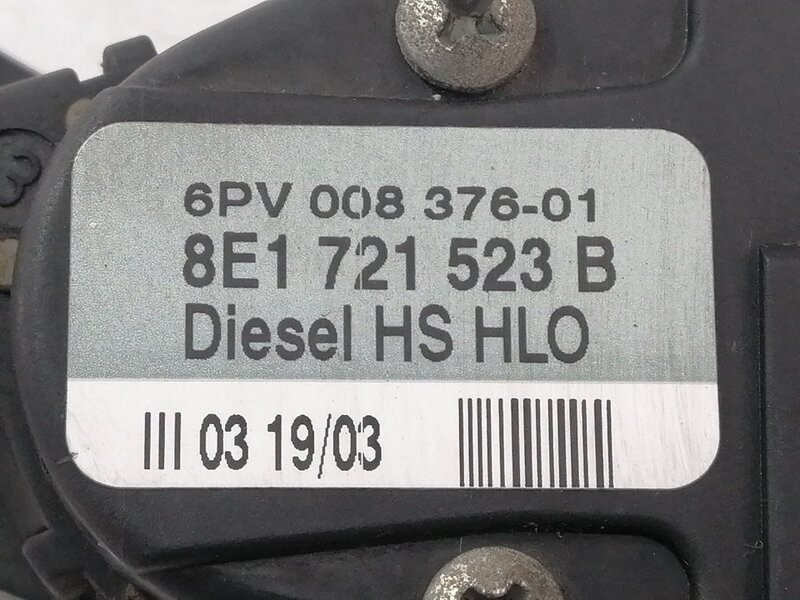 6PV 008 376-01
8E1 721 523 B
Diesel HS HLO
III 03 19/03